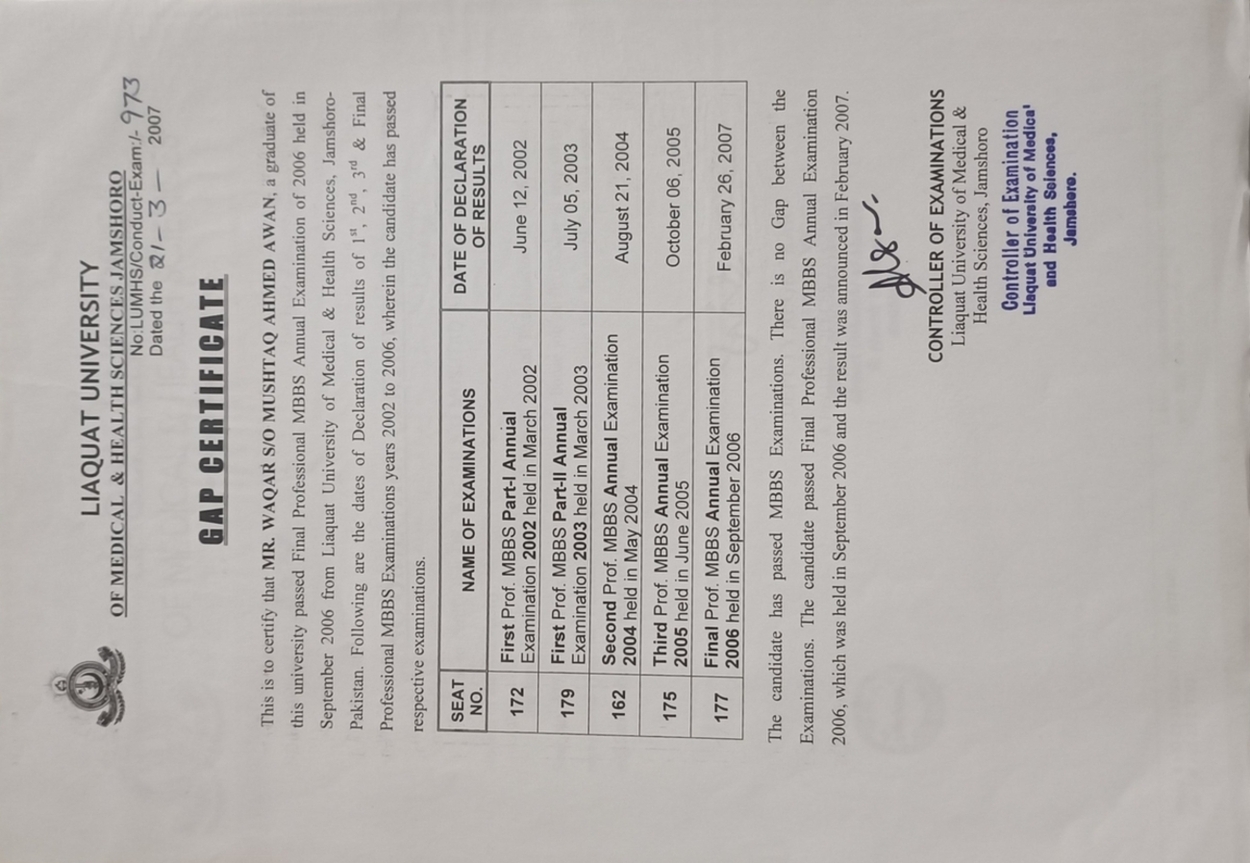 LIAQUAT UNIVERSITY
OF MEDICAL & HEALTH SCIENCES JAMSHORO
No:LUMHS/Conduct-Exam:/- 973
Dated the 21 - 3 - 2007
GAP CERTIFICATE
This is to certify that MR. WAQAR S/O MUSHTAQ AHMED AWAN, a graduate of
this university passed Final Professional MBBS Annual Examination of 2006 held in
September 2006 from Liaquat University of Medical & Health Sciences, Jamshoro-
Pakistan. Following are the dates of Declaration of results of 1st, 2nd, 3rd & Final
Professional MBBS Examinations years 2002 to 2006, wherein the candidate has passed
respective examinations.
SEAT NO. NAME OF EXAMINATIONS DATE OF DECLARATION OF RESULTS
172 First Prof. MBBS Part-I Annual Examination 2002 held in March 2002 June 12, 2002
179 First Prof. MBBS Part-II Annual Examination 2003 held in March 2003 July 05, 2003
162 Second Prof. MBBS Annual Examination 2004 held in May 2004 August 21, 2004
175 Third Prof. MBBS Annual Examination 2005 held in June 2005 October 06, 2005
177 Final Prof. MBBS Annual Examination 2006 held in September 2006 February 26, 2007
The candidate has passed MBBS Examinations. There is no Gap between the
Examinations. The candidate passed Final Professional MBBS Annual Examination
2006, which was held in September 2006 and the result was announced in February 2007.
CONTROLLER OF EXAMINATIONS
Liaquat University of Medical &
Health Sciences, Jamshoro
Controller of Examination
Liaquat University of Medical
and Health Sciences,
Jamshoro.